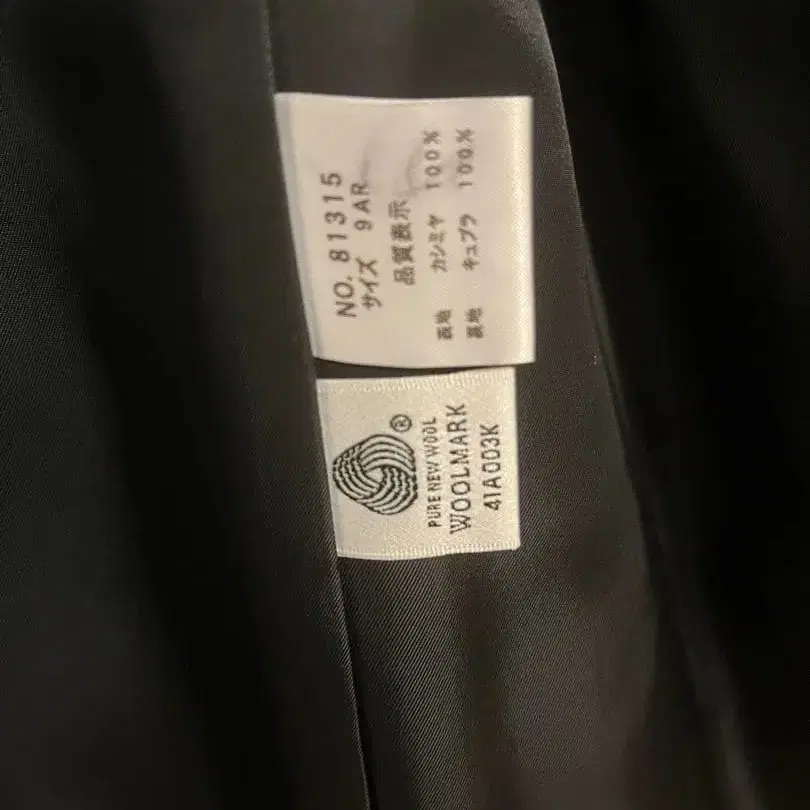 NO. 81315
サイズ 9AR
品質表示
表地 カシミヤ 100%
裏地 キュプラ 100%
®
PURE NEW WOOL
WOOLMARK
41A003K